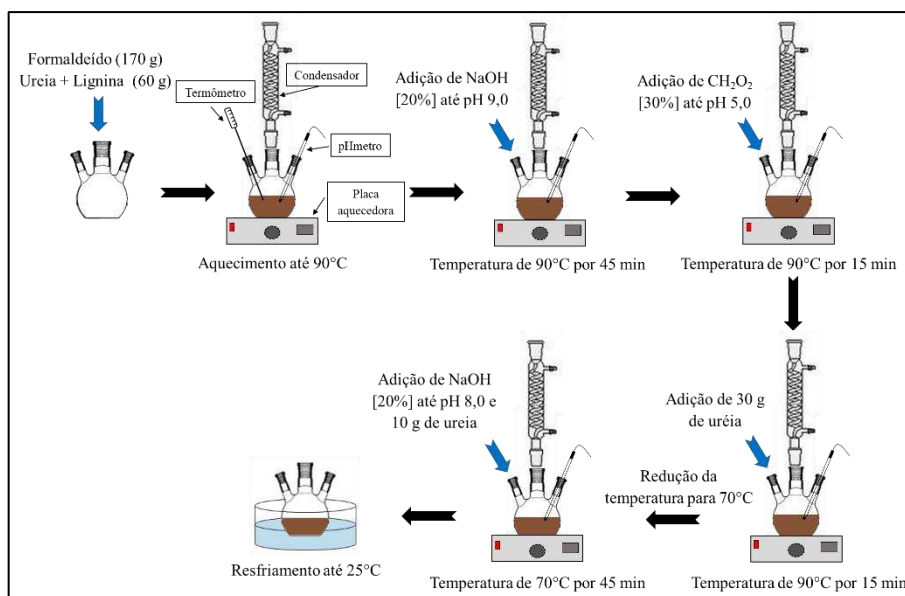 Formaldeído (170 g)
Ureia + Lignina (60 g)
Termômetro
Condensador
pHmetro
Placa
aquecedora
Aquecimento até 90°C
Adição de NaOH
[20%] até pH 9,0
Temperatura de 90°C por 45 min
Adição de CH₂O₂
[30%] até pH 5,0
Temperatura de 90°C por 15 min
Adição de 30 g
de uréia
Temperatura de 90°C por 15 min
Redução da
temperatura para 70°C
Adição de NaOH
[20%] até pH 8,0 e
10 g de ureia
Temperatura de 70°C por 45 min
Resfriamento até 25°C